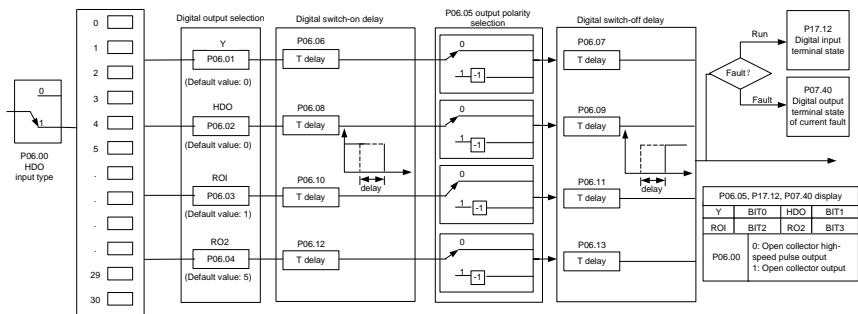 0
1
P06.00
HDO
input type
0
1
2
3
4
5
.
.
.
.
29
30
Digital output selection
Y
P06.01
(Default value: 0)
HDO
P06.02
(Default value: 0)
ROI
P06.03
(Default value: 1)
RO2
P06.04
(Default value: 5)
Digital switch-on delay
P06.06
T delay
P06.08
T delay
delay
P06.10
T delay
P06.12
T delay
P06.05 output polarity
selection
0
1
-1
0
1
-1
0
1
-1
0
1
-1
Digital switch-off delay
P06.07
T delay
P06.09
T delay
delay
P06.11
T delay
P06.13
T delay
Fault?
Run
Fault
P17.12
Digital input
terminal state
P07.40
Digital output
terminal state
of current fault
P06.05, P17.12, P07.40 display
Y BIT0 HDO BIT1
ROI BIT2 RO2 BIT3
P06.00
0: Open collector high-
speed pulse output
1: Open collector output